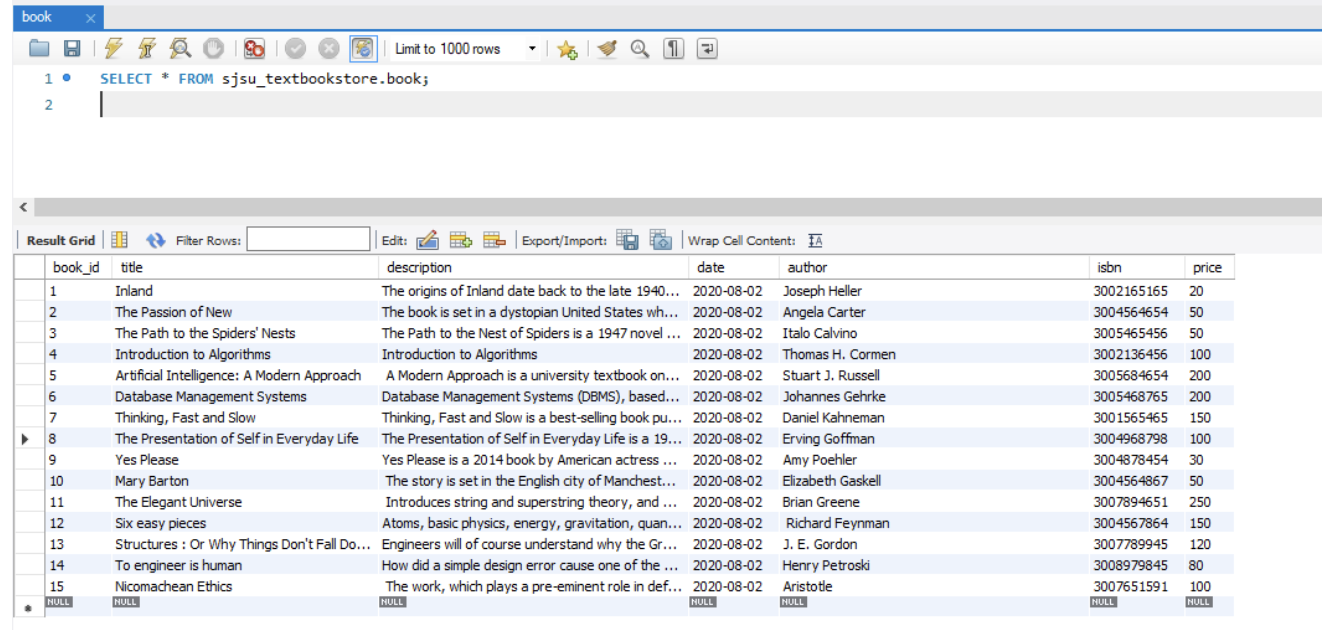 book ×
Limit to 1000 rows
1 SELECT * FROM sjsu_textbookstore.book;
2
Result Grid Filter Rows: Edit: Export/Import: Wrap Cell Content: IA
book_id title description date author isbn price
1 Inland The origins of Inland date back to the late 1940... 2020-08-02 Joseph Heller 3002165165 20
2 The Passion of New The book is set in a dystopian United States wh... 2020-08-02 Angela Carter 3004564654 50
3 The Path to the Spiders' Nests The Path to the Nest of Spiders is a 1947 novel ... 2020-08-02 Italo Calvino 3005465456 50
4 Introduction to Algorithms Introduction to Algorithms 2020-08-02 Thomas H. Cormen 3002136456 100
5 Artificial Intelligence: A Modern Approach A Modern Approach is a university textbook on... 2020-08-02 Stuart J. Russell 3005684654 200
6 Database Management Systems Database Management Systems (DBMS), based... 2020-08-02 Johannes Gehrke 3005468765 200
7 Thinking, Fast and Slow Thinking, Fast and Slow is a best-selling book pu... 2020-08-02 Daniel Kahneman 3001565465 150
8 The Presentation of Self in Everyday Life The Presentation of Self in Everyday Life is a 19... 2020-08-02 Erving Goffman 3004968798 100
9 Yes Please Yes Please is a 2014 book by American actress ... 2020-08-02 Amy Poehler 3004878454 30
10 Mary Barton The story is set in the English city of Manchest... 2020-08-02 Elizabeth Gaskell 3004564867 50
11 The Elegant Universe Introduces string and superstring theory, and ... 2020-08-02 Brian Greene 3007894651 250
12 Six easy pieces Atoms, basic physics, energy, gravitation, quan... 2020-08-02 Richard Feynman 3004567864 150
13 Structures : Or Why Things Don't Fall Do... Engineers will of course understand why the Gr... 2020-08-02 J. E. Gordon 3007789945 120
14 To engineer is human How did a simple design error cause one of the ... 2020-08-02 Henry Petroski 3008979845 80
15 Nicomachean Ethics The work, which plays a pre-eminent role in def... 2020-08-02 Aristotle 3007651591 100
NULL NULL NULL NULL NULL NULL NULL